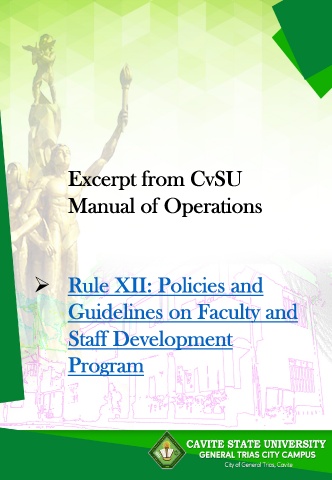 Excerpt from CvSU
Manual of Operations
➢ Rule XII: Policies and
Guidelines on Faculty and
Staff Development
Program
CAVITE STATE UNIVERSITY
GENERAL TRIAS CITY CAMPUS
City of General Trias, Cavite